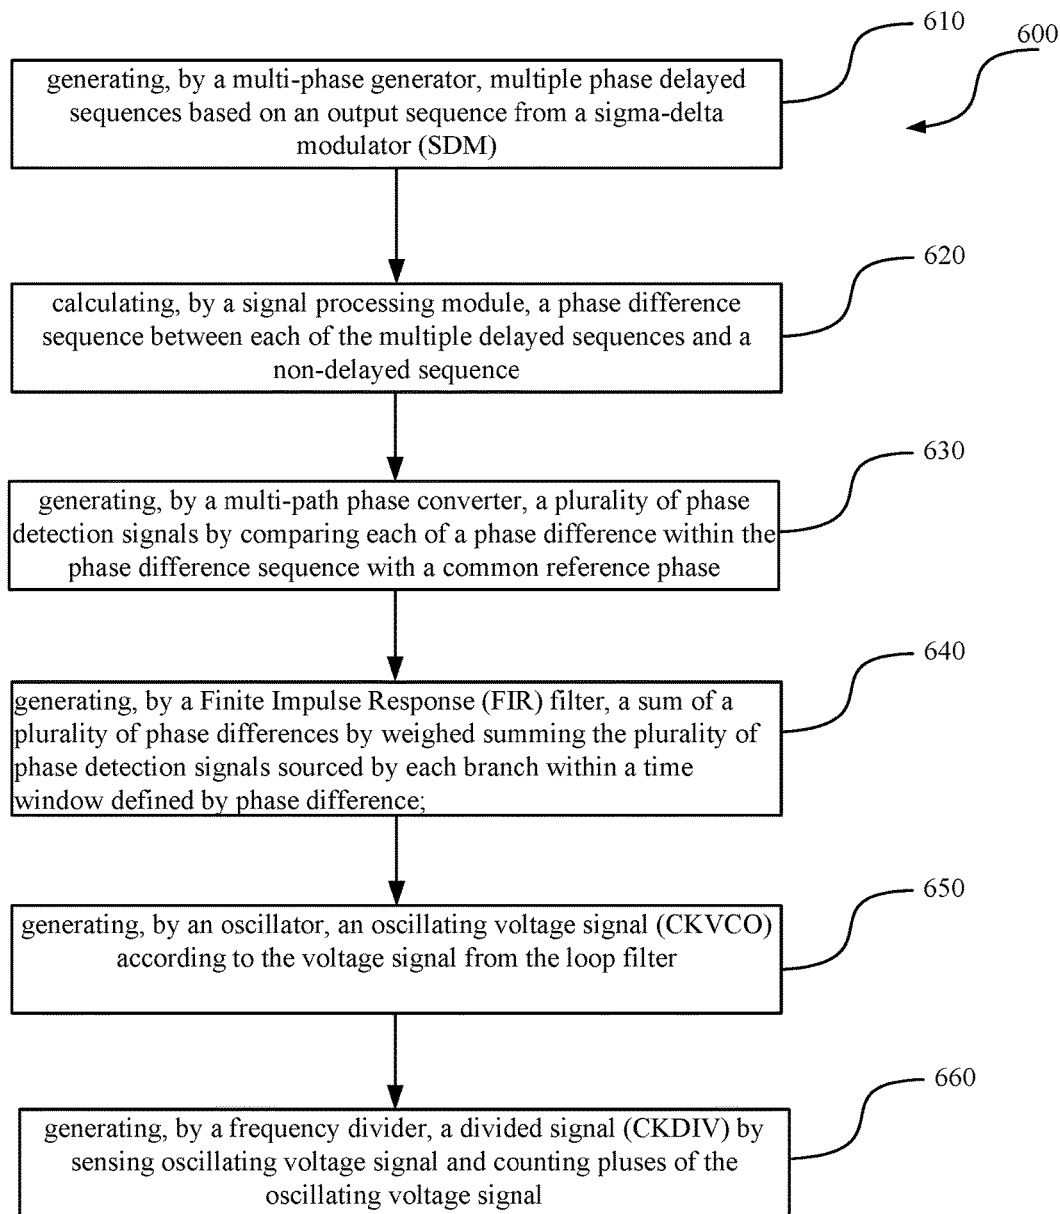 610
600
generating, by a multi-phase generator, multiple phase delayed
sequences based on an output sequence from a sigma-delta
modulator (SDM)
620
calculating, by a signal processing module, a phase difference
sequence between each of the multiple delayed sequences and a
non-delayed sequence
630
generating, by a multi-path phase converter, a plurality of phase
detection signals by comparing each of a phase difference within the
phase difference sequence with a common reference phase
640
generating, by a Finite Impulse Response (FIR) filter, a sum of a
plurality of phase differences by weighed summing the plurality of
phase detection signals sourced by each branch within a time
window defined by phase difference;
650
generating, by an oscillator, an oscillating voltage signal (CKVCO)
according to the voltage signal from the loop filter
660
generating, by a frequency divider, a divided signal (CKDIV) by
sensing oscillating voltage signal and counting pluses of the
oscillating voltage signal